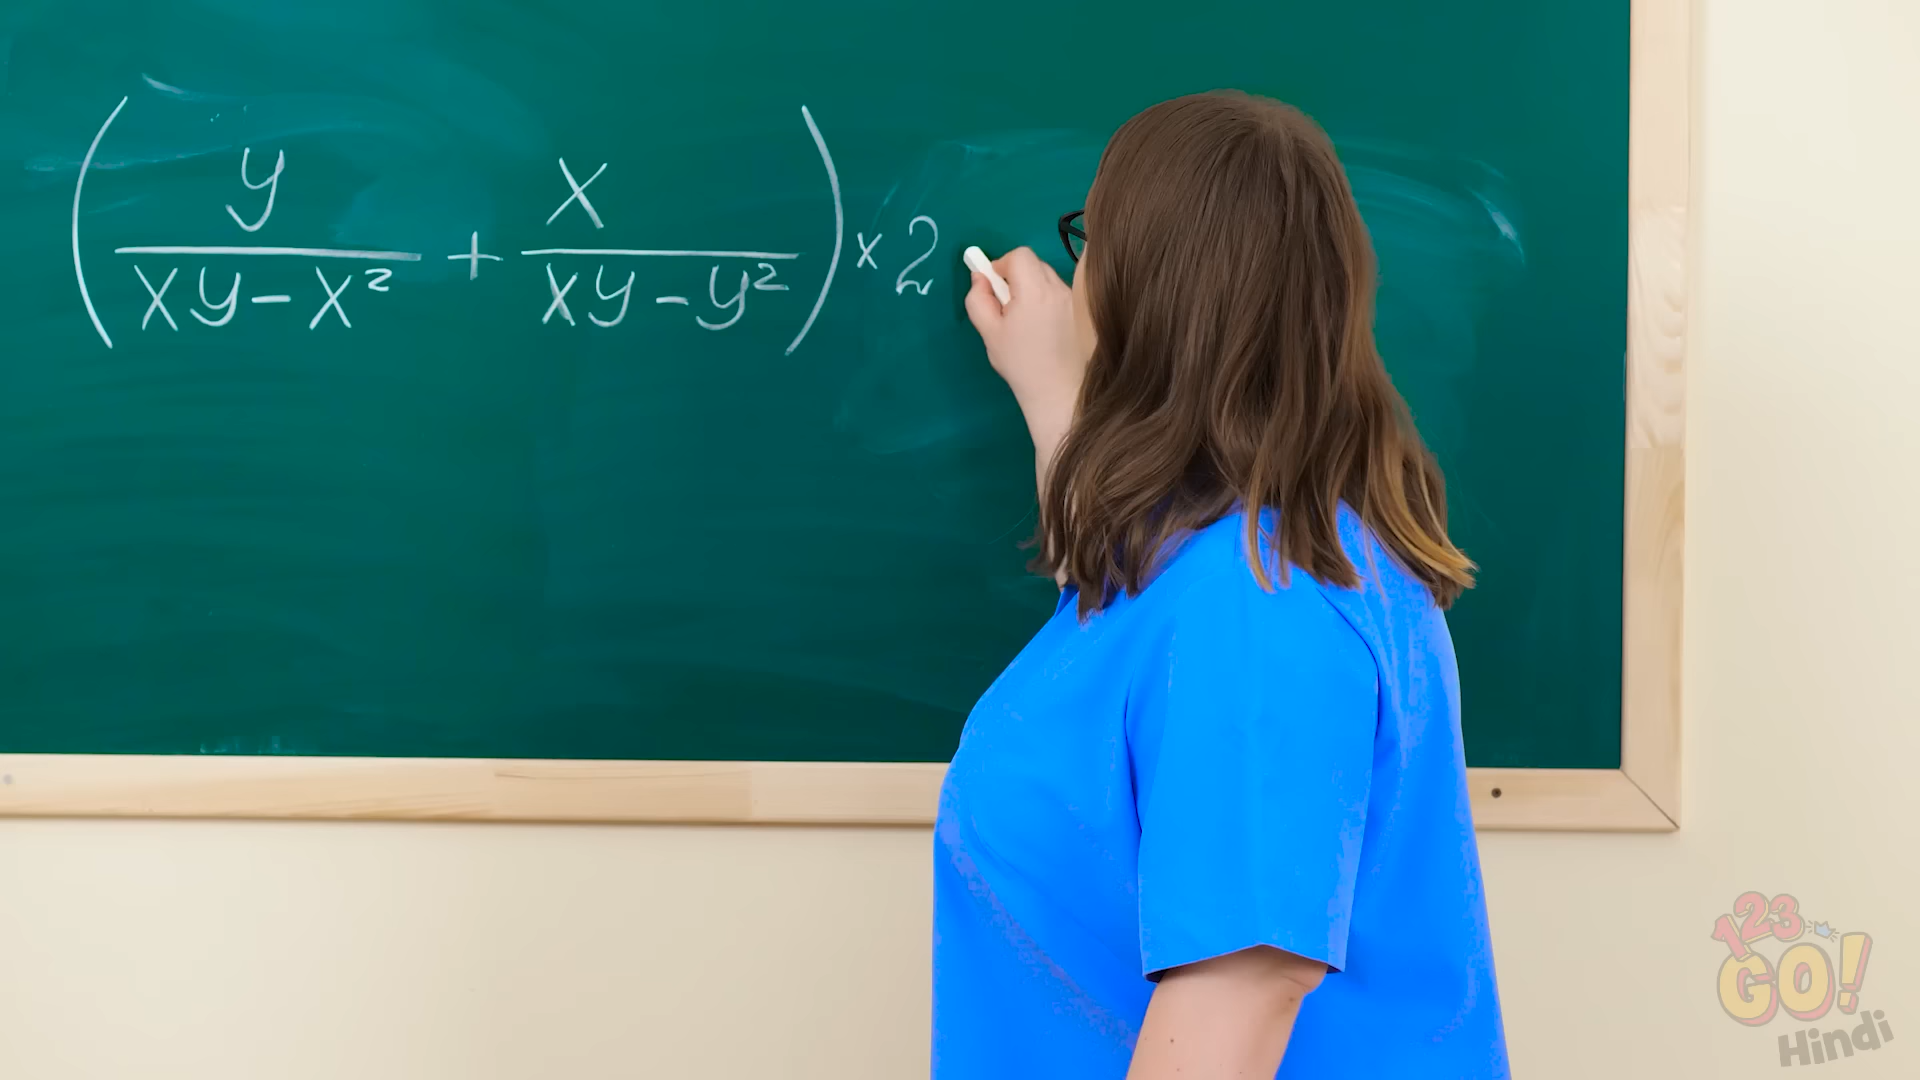 (y/(xy-x²) + x/(xy-y²)) × 2
123
GO!
Hindi